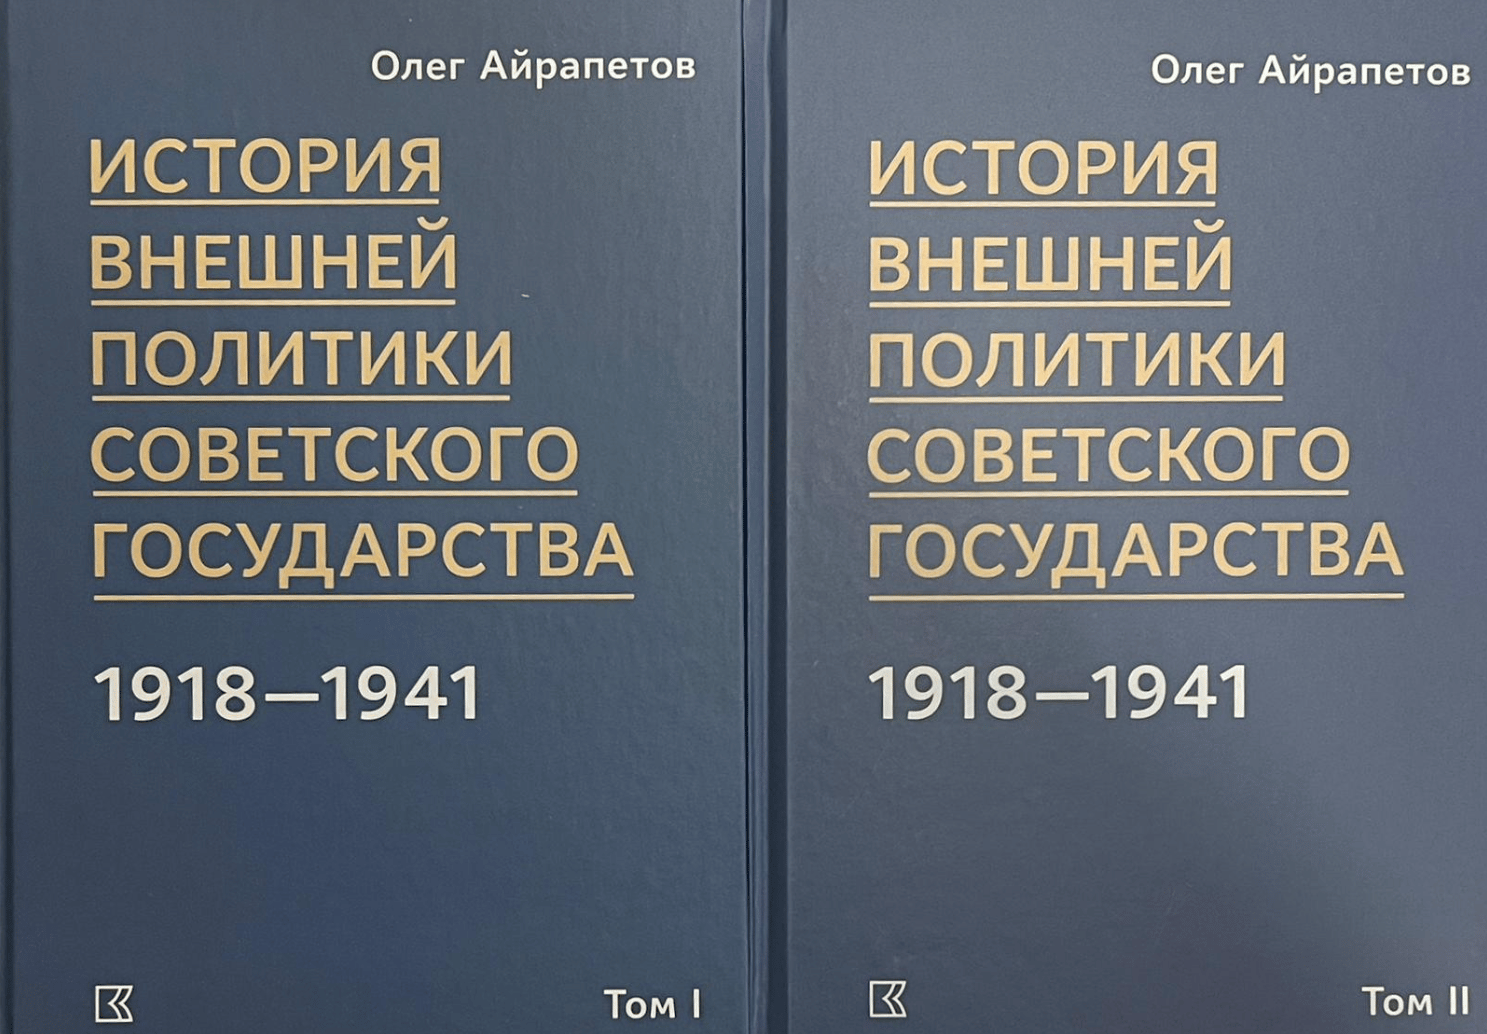 Олег Айрапетов
ИСТОРИЯ
ВНЕШНЕЙ
ПОЛИТИКИ
СОВЕТСКОГО
ГОСУДАРСТВА
1918—1941
Том I
Олег Айрапетов
ИСТОРИЯ
ВНЕШНЕЙ
ПОЛИТИКИ
СОВЕТСКОГО
ГОСУДАРСТВА
1918—1941
Том II